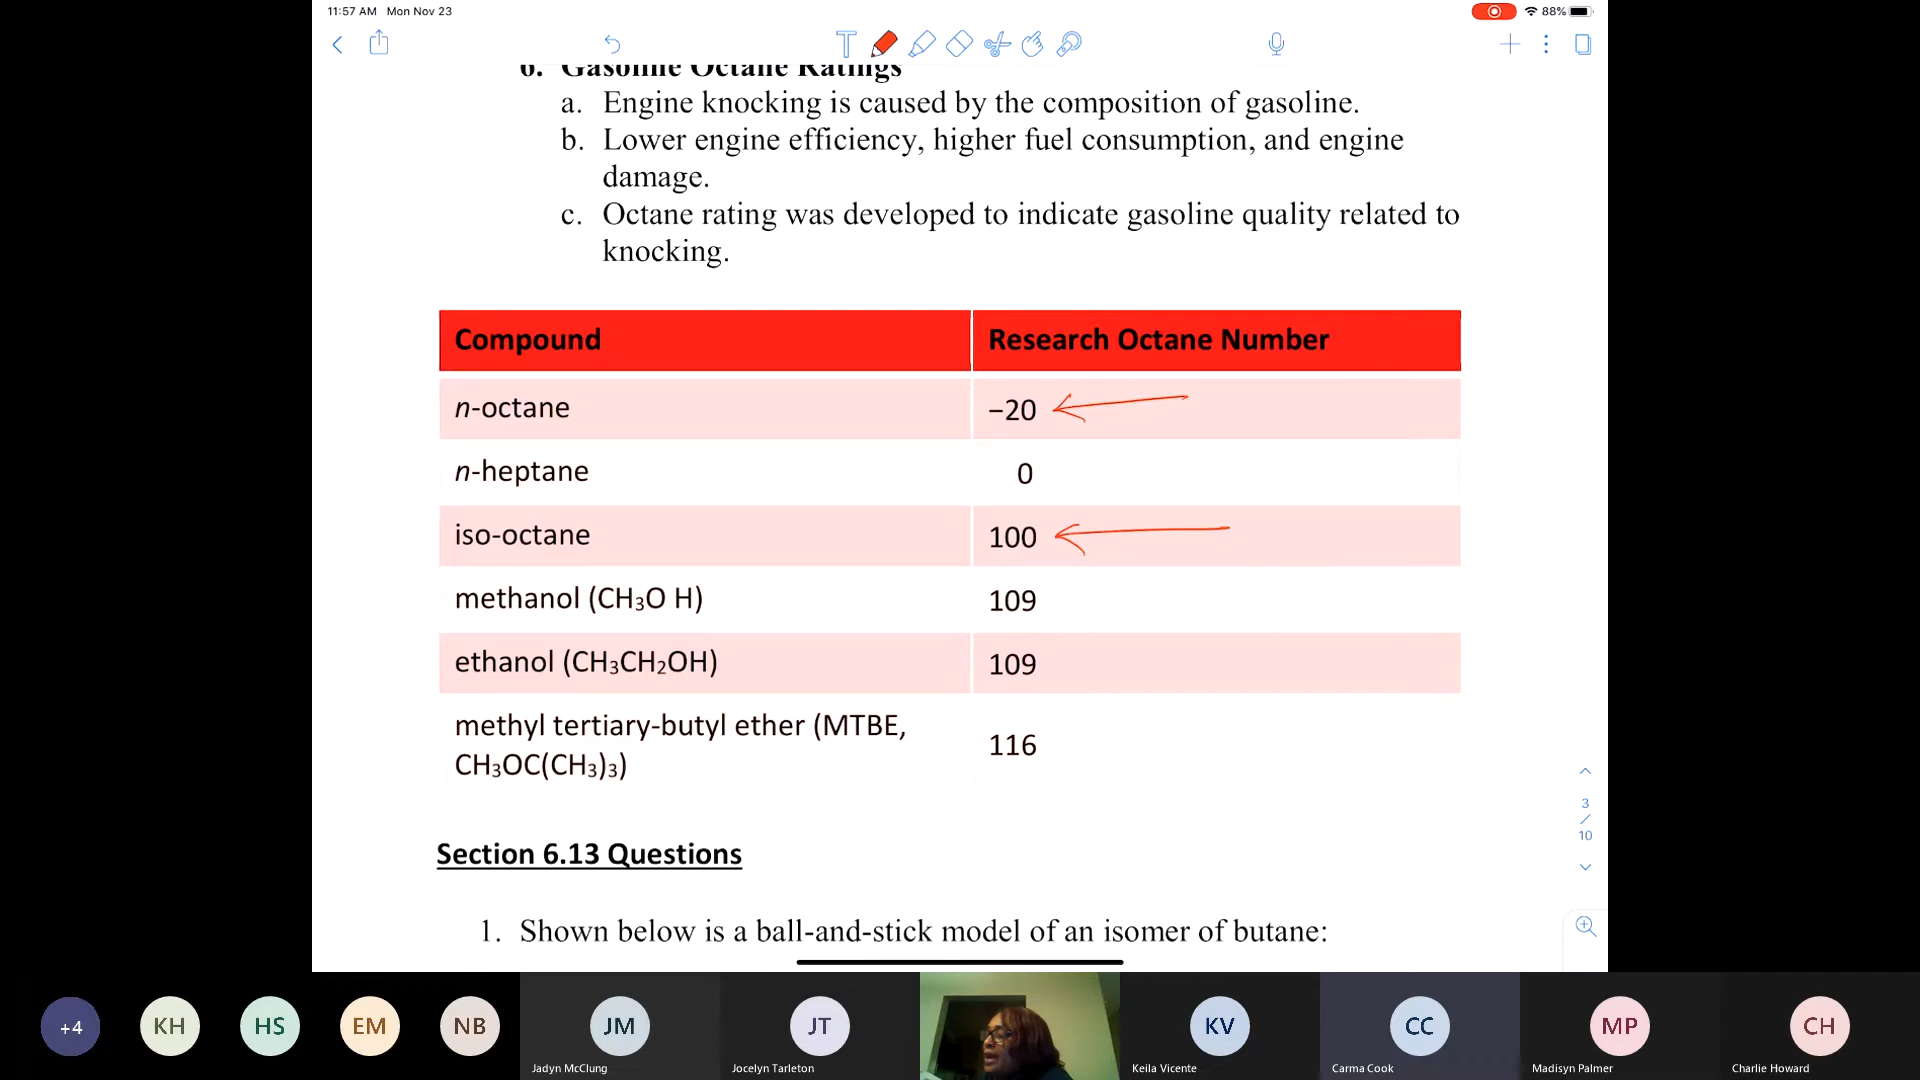 11:57 AM Mon Nov 23
88%
6. Gasoline Octane Ratings
a. Engine knocking is caused by the composition of gasoline.
b. Lower engine efficiency, higher fuel consumption, and engine
damage.
c. Octane rating was developed to indicate gasoline quality related to
knocking.
Compound Research Octane Number
n-octane −20
n-heptane 0
iso-octane 100
methanol (CH₃O H) 109
ethanol (CH₃CH₂OH) 109
methyl tertiary-butyl ether (MTBE,
CH₃OC(CH₃)₃) 116
3
/
10
Section 6.13 Questions
1. Shown below is a ball-and-stick model of an isomer of butane:
+4 KH HS EM NB JM JT KV CC MP CH
Jadyn McClung Jocelyn Tarleton Keila Vicente Carma Cook Madisyn Palmer Charlie Howard